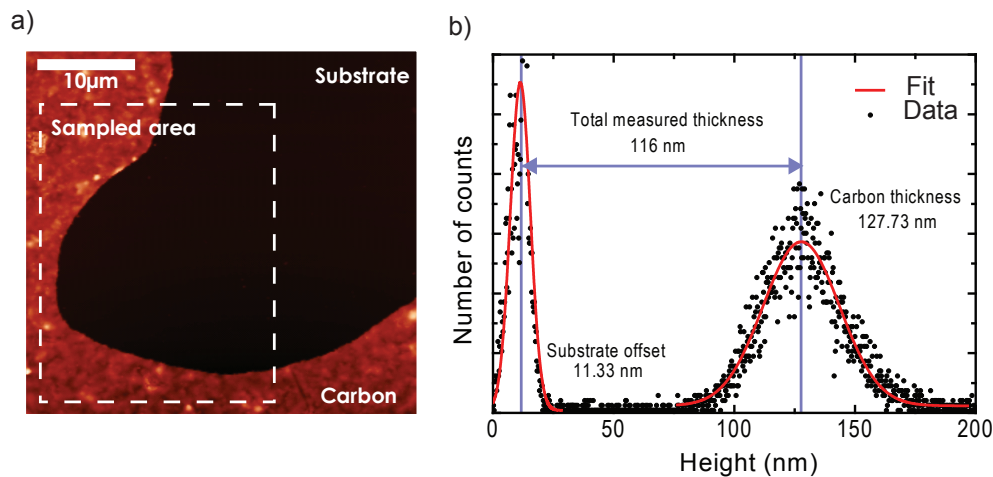 a)
10µm
Substrate
Sampled area
Carbon
b)
Fit
Data
Total measured thickness
116 nm
Carbon thickness
127.73 nm
Substrate offset
11.33 nm
Number of counts
0 50 100 150 200
Height (nm)